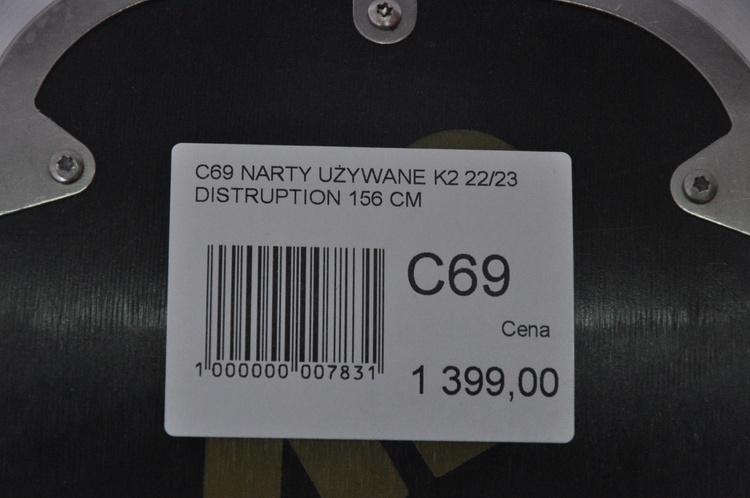 C69 NARTY UŻYWANE K2 22/23
DISTRUPTION 156 CM
C69
Cena
1 399,00
1 000000 007831